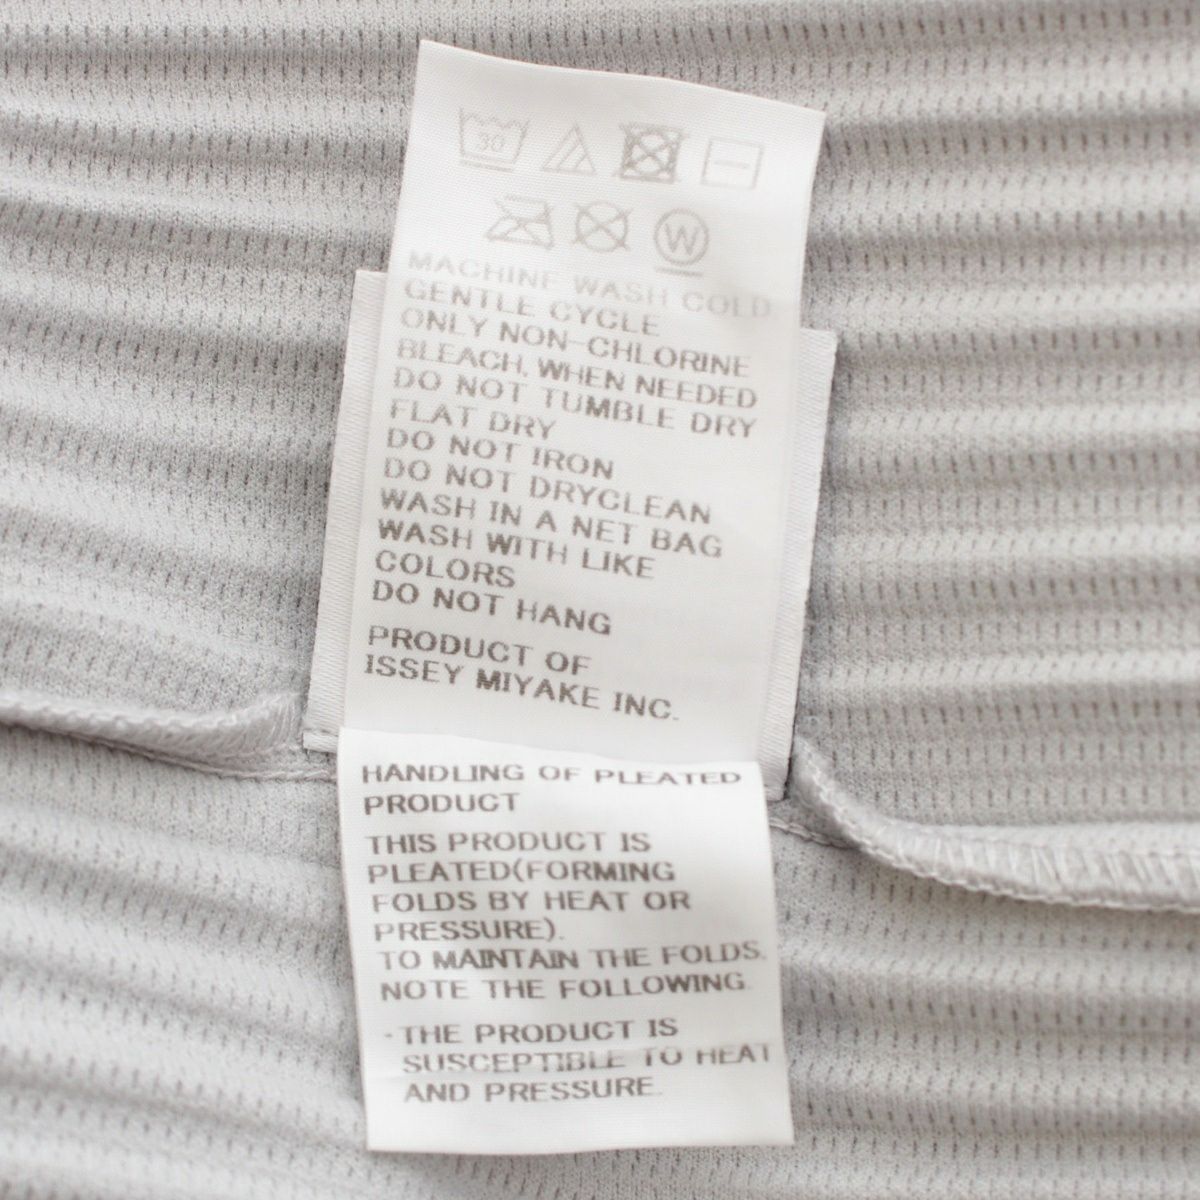 30
W
MACHINE WASH COLD
GENTLE CYCLE
ONLY NON-CHLORINE
BLEACH, WHEN NEEDED
DO NOT TUMBLE DRY
FLAT DRY
DO NOT IRON
DO NOT DRYCLEAN
WASH IN A NET BAG
WASH WITH LIKE
COLORS
DO NOT HANG
PRODUCT OF
ISSEY MIYAKE INC.
HANDLING OF PLEATED
PRODUCT
THIS PRODUCT IS
PLEATED(FORMING
FOLDS BY HEAT OR
PRESSURE).
TO MAINTAIN THE FOLDS,
NOTE THE FOLLOWING.
- THE PRODUCT IS
SUSCEPTIBLE TO HEAT
AND PRESSURE.